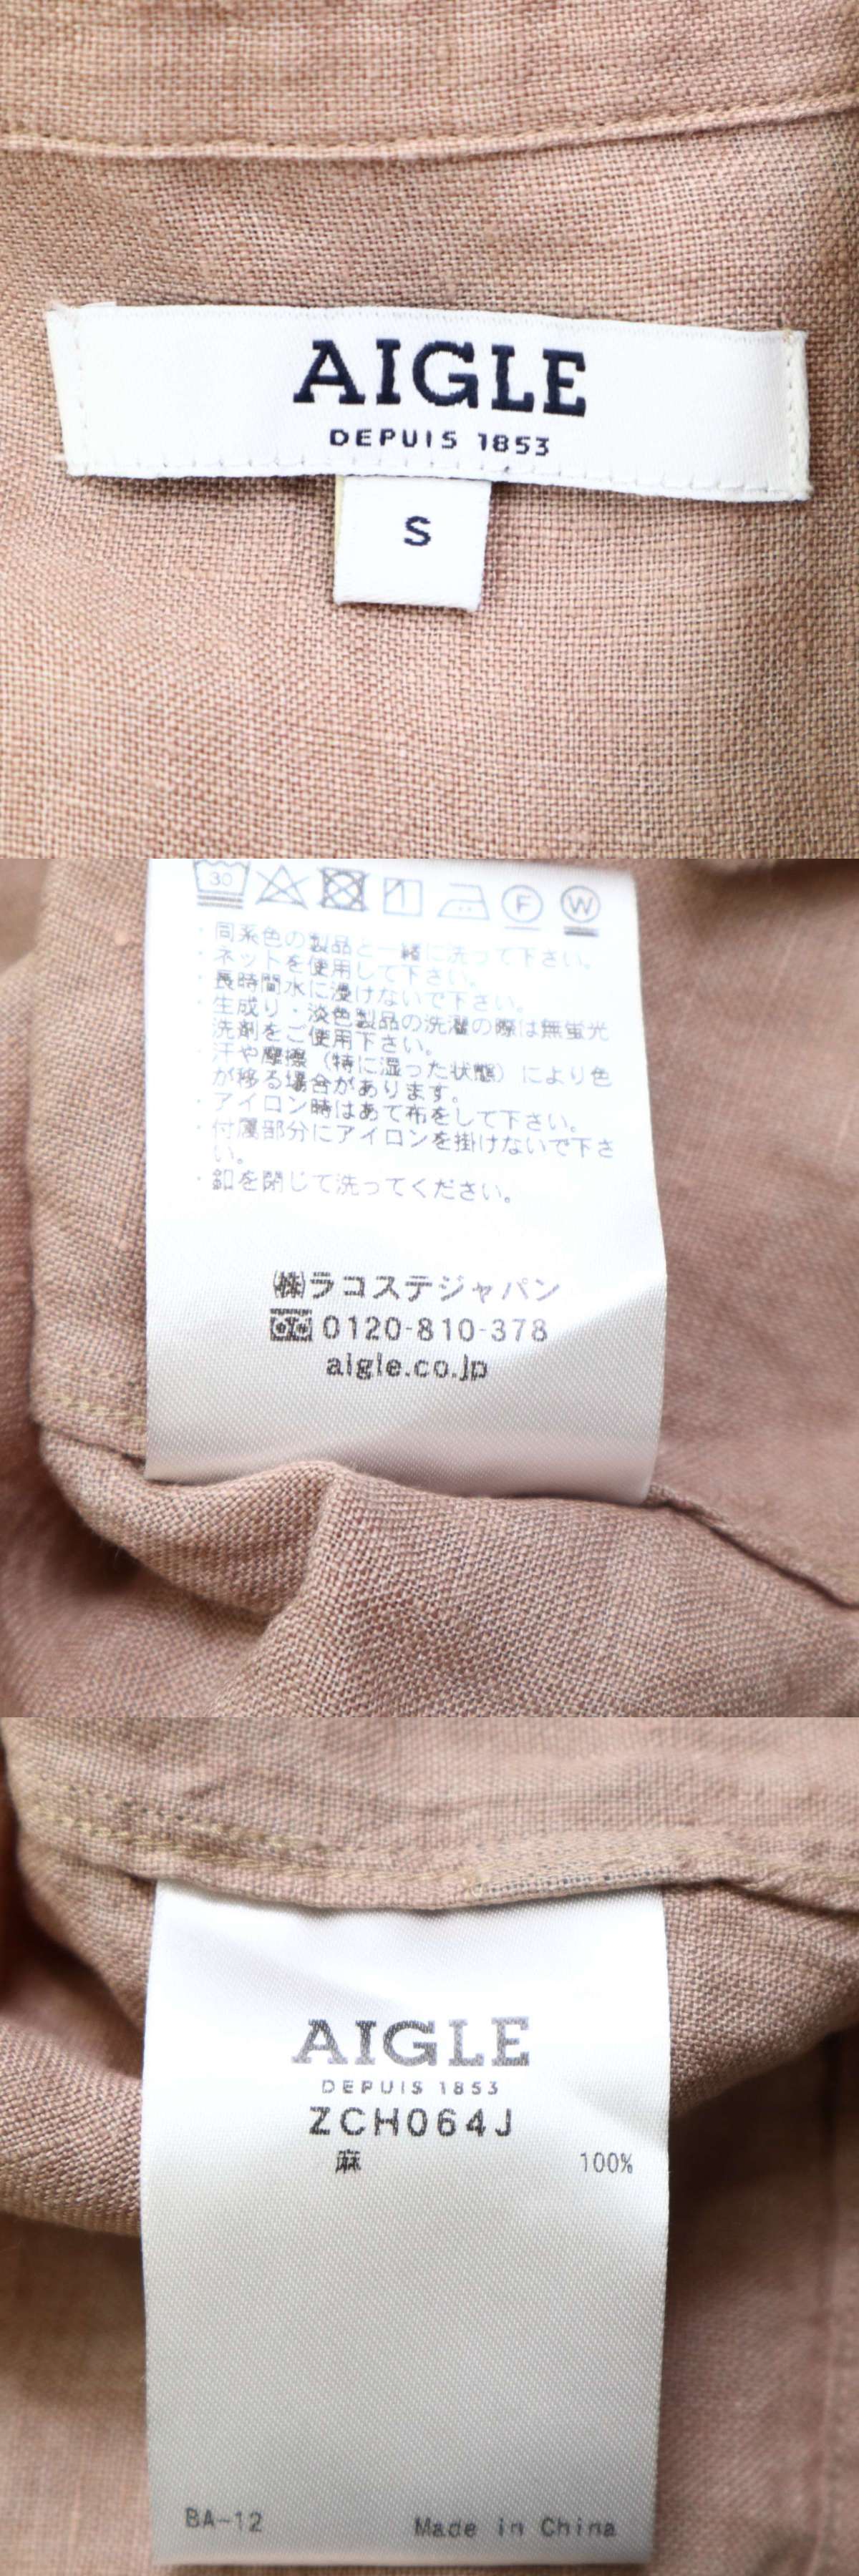 AIGLE
DEPUIS 1853
S
30
F
W
・同系色の製品と一緒に洗って下さい。
・ネットを使用して下さい。
・長時間水に浸けないで下さい。
・生成り・淡色製品の洗濯の際は無蛍光
洗剤をご使用下さい。
・汗や摩擦（特に湿った状態）により色
が移る場合があります。
・アイロン時はあて布をして下さい。
・付属部分にアイロンを掛けないで下さ
い。
・釦を閉じて洗ってください。
㈱ラコステジャパン
0120-810-378
aigle.co.jp
AIGLE
DEPUIS 1853
ZCH064J
麻 100%
BA-12 Made in China